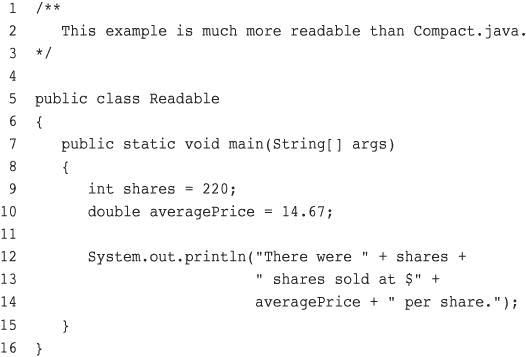 1 /**
2    This example is much more readable than Compact.java.
3 */
4
5 public class Readable
6 {
7    public static void main(String[] args)
8    {
9       int shares = 220;
10       double averagePrice = 14.67;
11
12       System.out.println("There were " + shares +
13                          " shares sold at $" +
14                          averagePrice + " per share.");
15    }
16 }